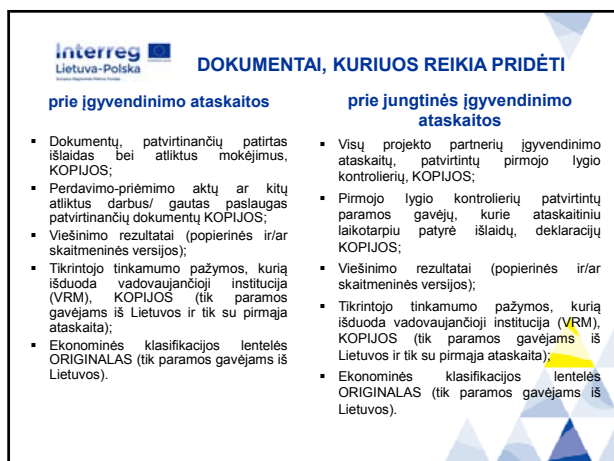 Interreg
Lietuva-Polska
DOKUMENTAI, KURIUOS REIKIA PRIDĖTI
prie įgyvendinimo ataskaitos
▪ Dokumentų, patvirtinančių patirtas
išlaidas bei atliktus mokėjimus,
KOPIJOS;
▪ Perdavimo-priėmimo aktų ar kitų
atliktus darbus/ gautas paslaugas
patvirtinančių dokumentų KOPIJOS;
▪ Viešinimo rezultatai (popierinės ir/ar
skaitmeninės versijos);
▪ Tikrintojo tinkamumo pažymos, kurią
išduoda vadovaujančioji institucija
(VRM), KOPIJOS (tik paramos
gavėjams iš Lietuvos ir tik su pirmąja
ataskaita);
▪ Ekonominės klasifikacijos lentelės
ORIGINALAS (tik paramos gavėjams iš
Lietuvos).
prie jungtinės įgyvendinimo
ataskaitos
▪ Visų projekto partnerių įgyvendinimo
ataskaitų, patvirtintų pirmojo lygio
kontrolierių, KOPIJOS;
▪ Pirmojo lygio kontrolierių patvirtintų
paramos gavėjų, kurie ataskaitiniu
laikotarpiu patyrė išlaidų, deklaracijų
KOPIJOS;
▪ Viešinimo rezultatai (popierinės ir/ar
skaitmeninės versijos);
▪ Tikrintojo tinkamumo pažymos, kurią
išduoda vadovaujančioji institucija (VRM),
KOPIJOS (tik paramos gavėjams iš
Lietuvos ir tik su pirmąja ataskaita);
▪ Ekonominės klasifikacijos lentelės
ORIGINALAS (tik paramos gavėjams iš
Lietuvos).